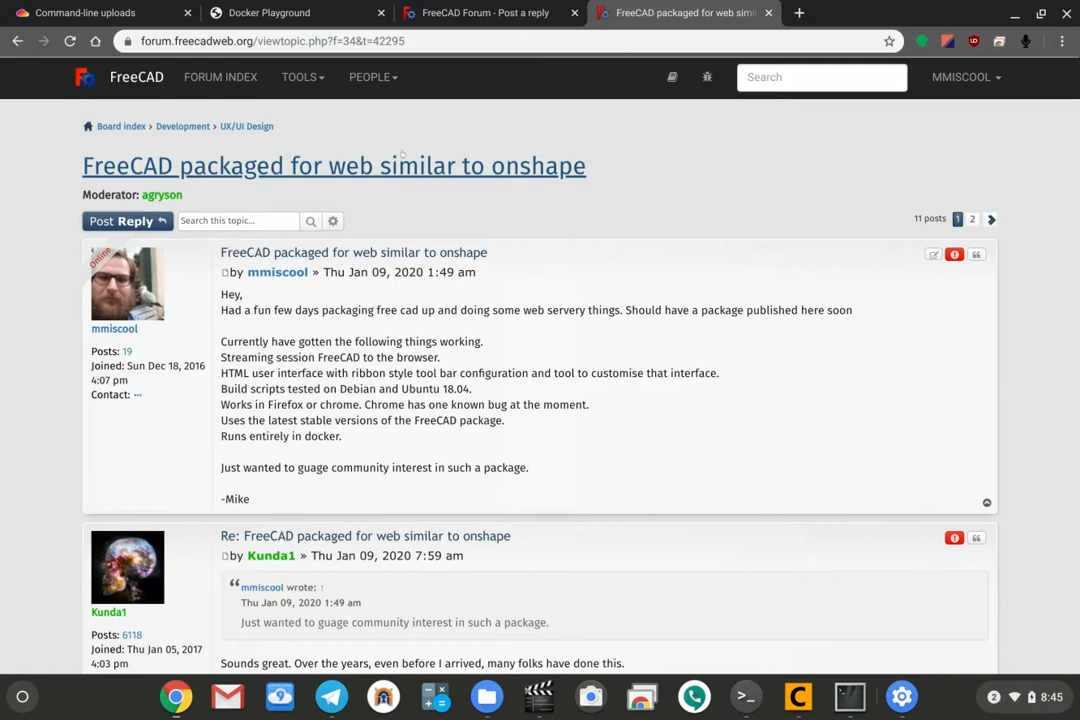 Command-line uploads
Docker Playground
FreeCAD Forum - Post a reply
FreeCAD packaged for web simil
forum.freecadweb.org/viewtopic.php?f=34&t=42295
FreeCAD
FORUM INDEX
TOOLS
PEOPLE
Search
MMISCOOL
Board index › Development › UX/UI Design
FreeCAD packaged for web similar to onshape
Moderator: agryson
Post Reply
Search this topic...
11 posts
1
2
Online
FreeCAD packaged for web similar to onshape
by mmiscool » Thu Jan 09, 2020 1:49 am
Hey,
Had a fun few days packaging free cad up and doing some web servery things. Should have a package published here soon
Currently have gotten the following things working.
Streaming session FreeCAD to the browser.
HTML user interface with ribbon style tool bar configuration and tool to customise that interface.
Build scripts tested on Debian and Ubuntu 18.04.
Works in Firefox or chrome. Chrome has one known bug at the moment.
Uses the latest stable versions of the FreeCAD package.
Runs entirely in docker.
Just wanted to guage community interest in such a package.
-Mike
mmiscool
Posts: 19
Joined: Sun Dec 18, 2016
4:07 pm
Contact:
Re: FreeCAD packaged for web similar to onshape
by Kunda1 » Thu Jan 09, 2020 7:59 am
mmiscool wrote: ↑
Thu Jan 09, 2020 1:49 am
Just wanted to guage community interest in such a package.
Sounds great. Over the years, even before I arrived, many folks have done this.
Kunda1
Posts: 6118
Joined: Thu Jan 05, 2017
4:03 pm
2
8:45